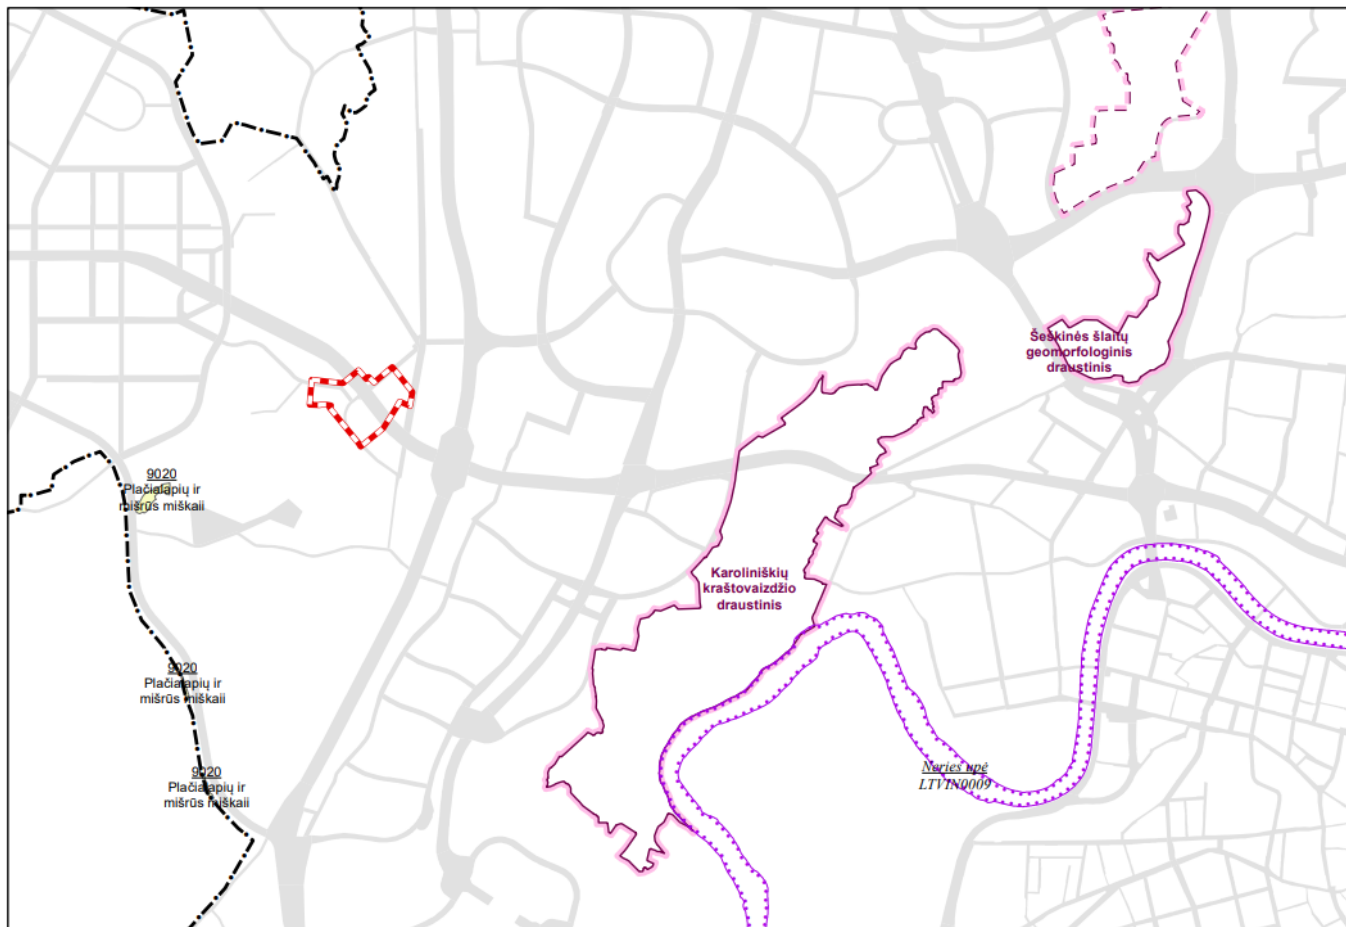 Šeškinės šlaitų
geomorfologinis
draustinis
9020
Plačialapių ir
mišrūs miškaii
Karoliniškių
kraštovaizdžio
draustinis
9020
Plačialapių ir
mišrūs miškaii
9020
Plačialapių ir
mišrūs miškaii
Neries upė
LTVIN0009